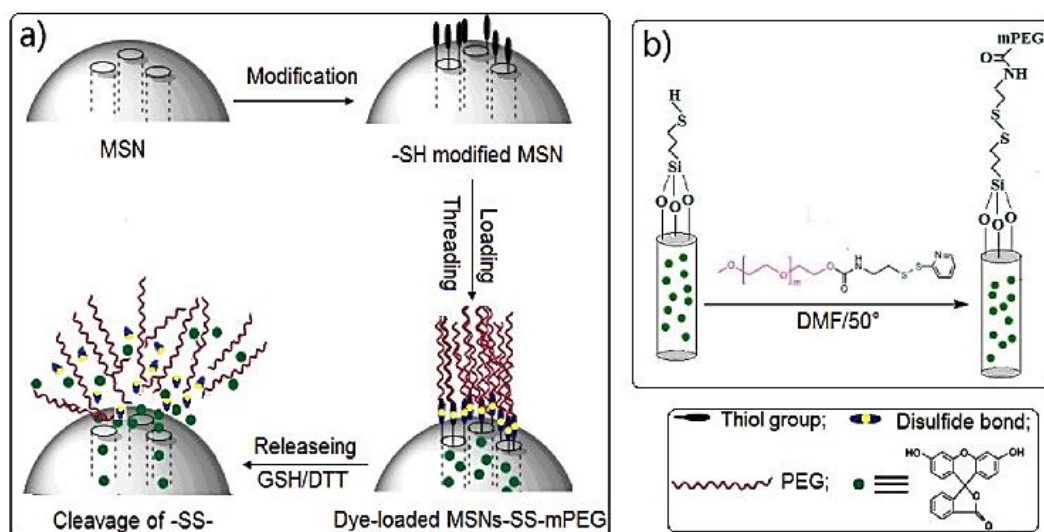 a)
MSN
Modification
-SH modified MSN
Loading
Threading
Dye-loaded MSNs-SS-mPEG
Releaseing
GSH/DTT
Cleavage of -SS-
b)
H
S
Si
O O O
O
O
m
O
O
N
H
S
S
N
DMF/50°
mPEG
O
C
NH
S
S
Si
O O O
Thiol group;
Disulfide bond;
PEG;
HO
O
OH
O
O